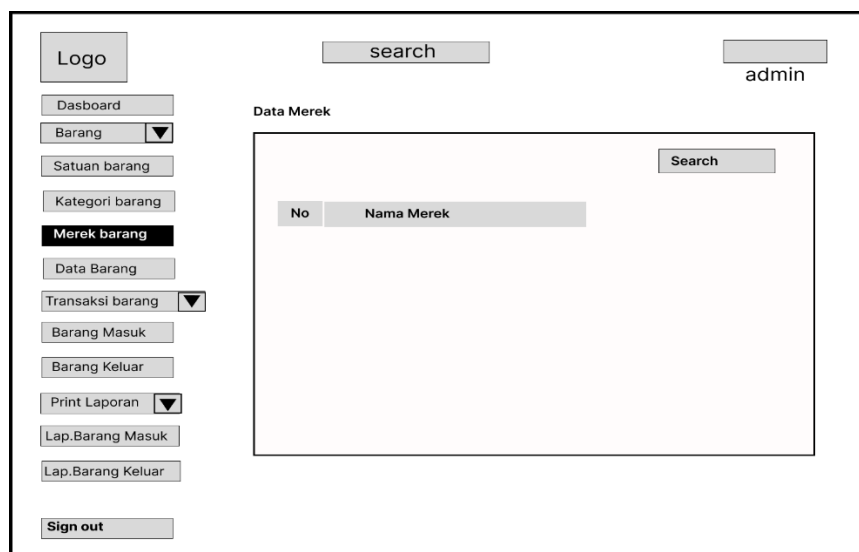 Logo
search
admin
Dasboard
Barang
Satuan barang
Kategori barang
Merek barang
Data Barang
Transaksi barang
Barang Masuk
Barang Keluar
Print Laporan
Lap.Barang Masuk
Lap.Barang Keluar
Sign out
Data Merek
Search
No Nama Merek